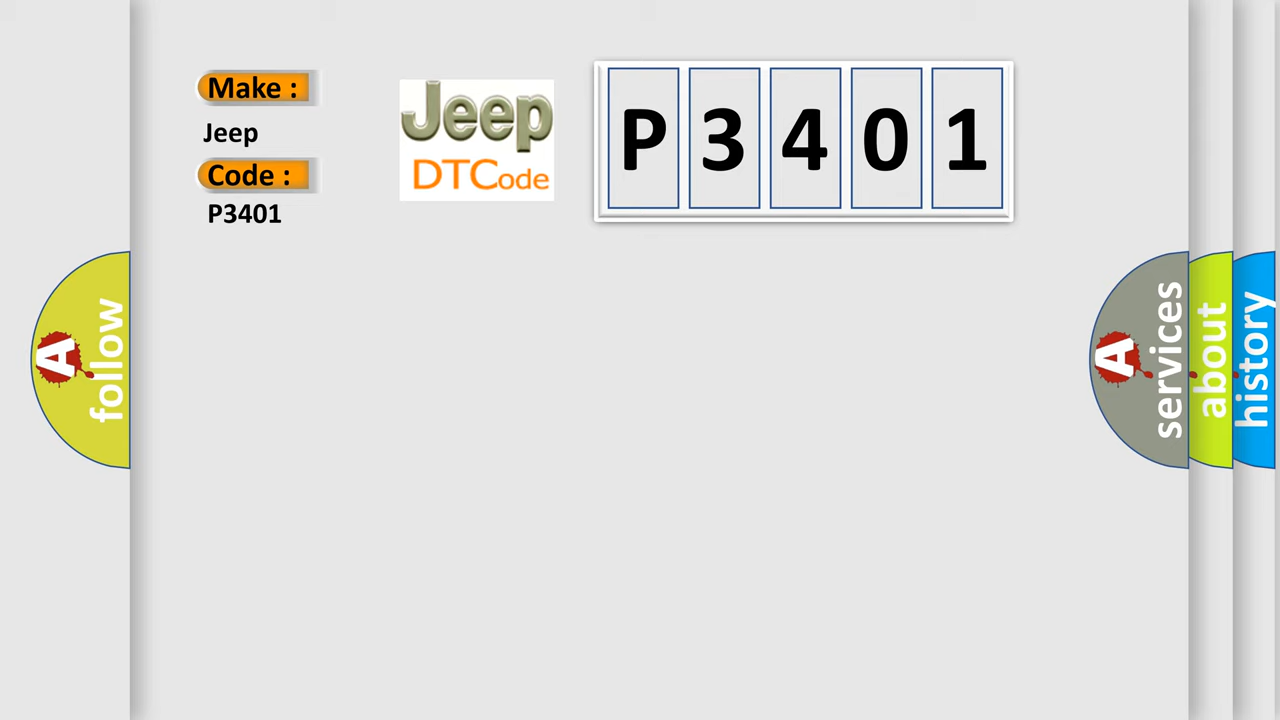 Make :
Jeep
Code :
P3401
Jeep
DTCode
P 3 4 0 1
A follow
A services
about
history